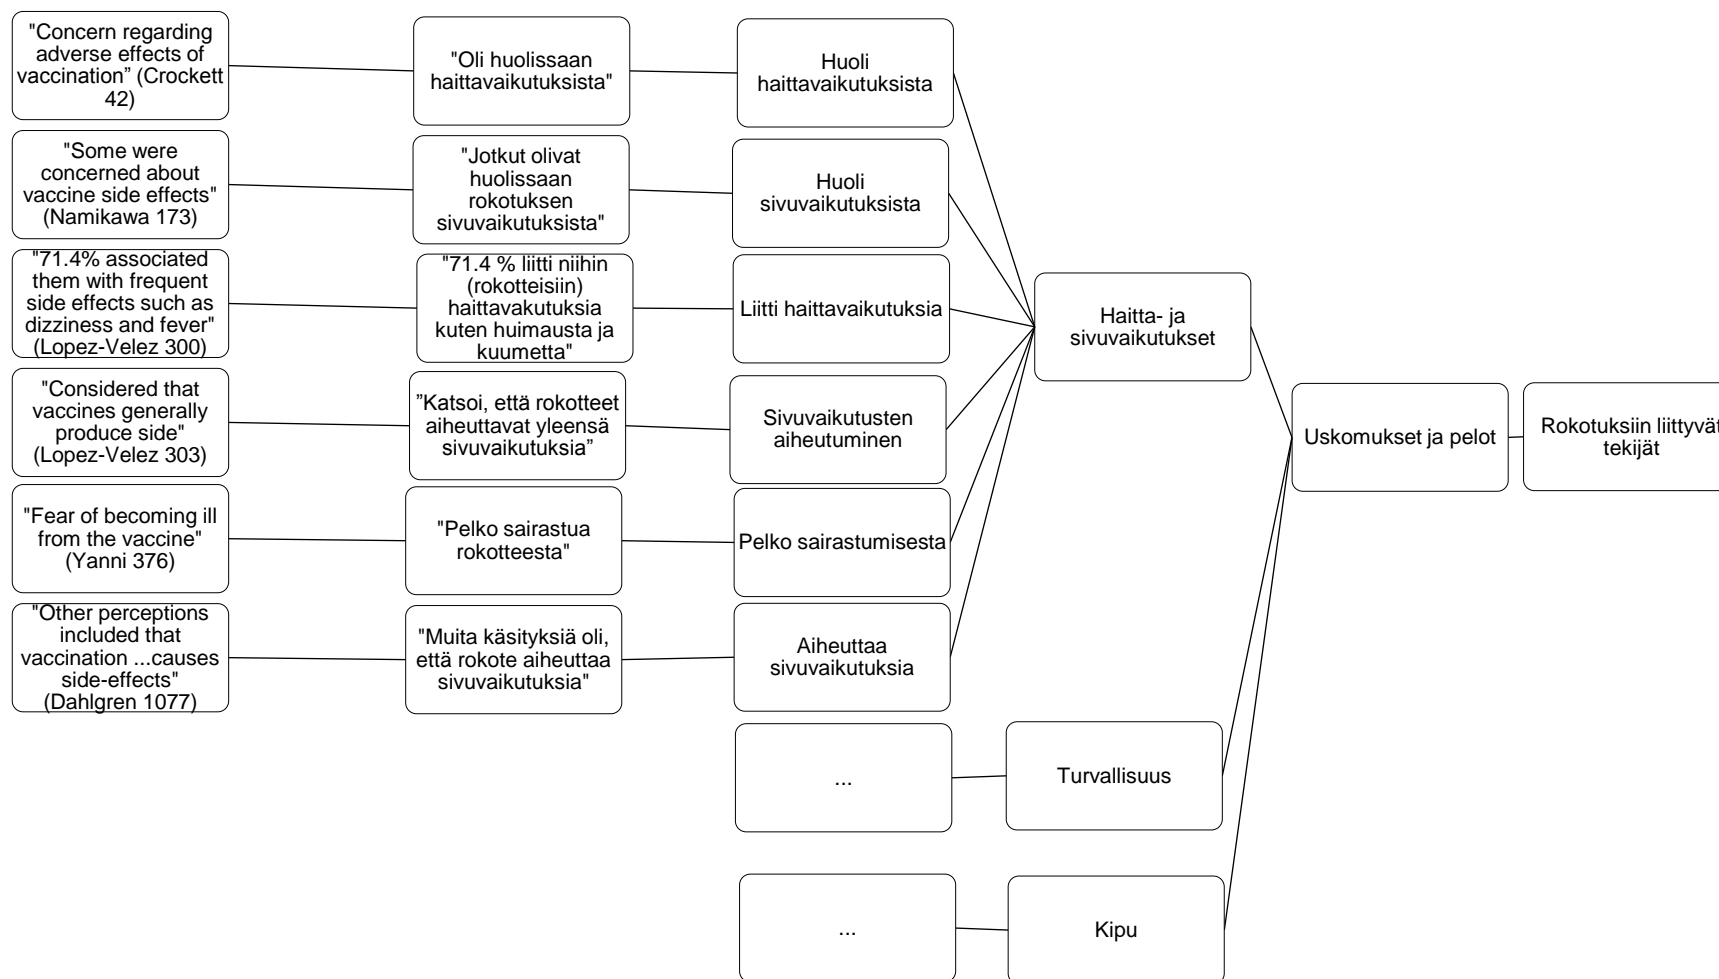 "Concern regarding
adverse effects of
vaccination” (Crockett
42)
"Oli huolissaan
haittavaikutuksista"
Huoli
haittavaikutuksista
"Some were
concerned about
vaccine side effects"
(Namikawa 173)
"Jotkut olivat
huolissaan
rokotuksen
sivuvaikutuksista"
Huoli
sivuvaikutuksista
"71.4% associated
them with frequent
side effects such as
dizziness and fever"
(Lopez-Velez 300)
"71.4 % liitti niihin
(rokotteisiin)
haittavakutuksia
kuten huimausta ja
kuumetta"
Liitti haittavaikutuksia
"Considered that
vaccines generally
produce side"
(Lopez-Velez 303)
”Katsoi, että rokotteet
aiheuttavat yleensä
sivuvaikutuksia”
Sivuvaikutusten
aiheutuminen
"Fear of becoming ill
from the vaccine"
(Yanni 376)
"Pelko sairastua
rokotteesta"
Pelko sairastumisesta
"Other perceptions
included that
vaccination ...causes
side-effects"
(Dahlgren 1077)
"Muita käsityksiä oli,
että rokote aiheuttaa
sivuvaikutuksia"
Aiheuttaa
sivuvaikutuksia
Haitta- ja
sivuvaikutukset
...
Turvallisuus
...
Kipu
Uskomukset ja pelot
Rokotuksiin liittyvät
tekijät